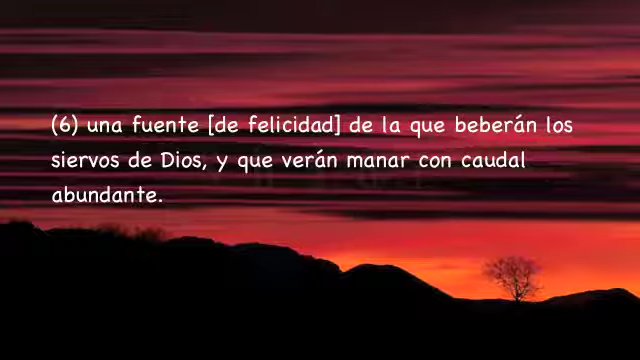 (6) una fuente [de felicidad] de la que beberán los
siervos de Dios, y que verán manar con caudal
abundante.